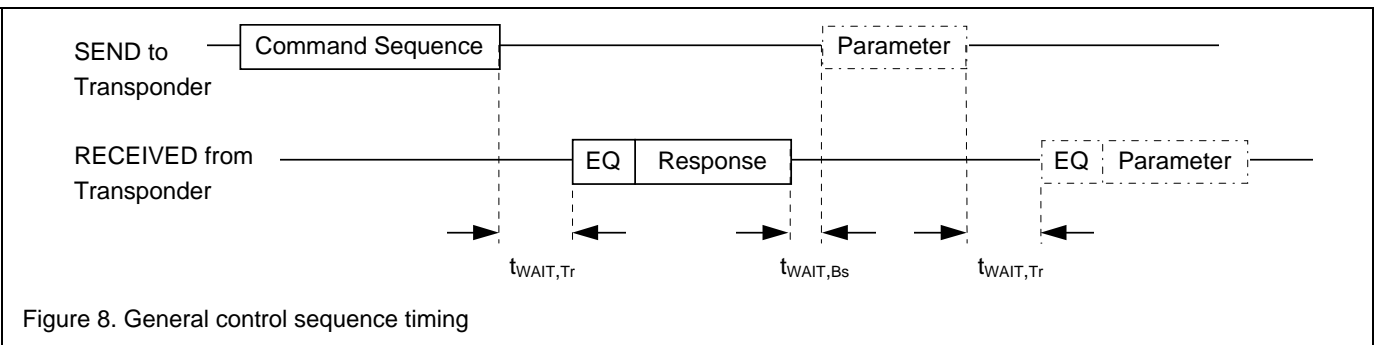 SEND to
Transponder
Command Sequence
Parameter
RECEIVED from
Transponder
EQ
Response
EQ
Parameter
tWAIT,Tr
tWAIT,Bs
tWAIT,Tr
Figure 8. General control sequence timing